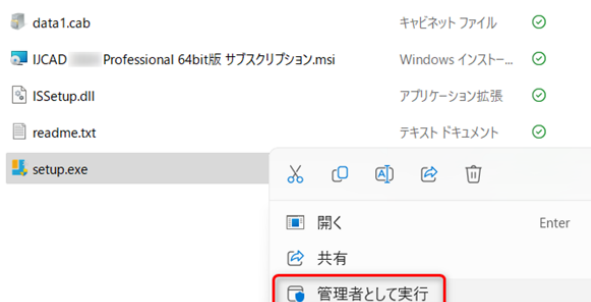 data1.cab キャビネット ファイル
IJCAD Professional 64bit版 サブスクリプション.msi Windows インストー...
ISSetup.dll アプリケーション拡張
readme.txt テキスト ドキュメント
setup.exe
開く Enter
共有
管理者として実行